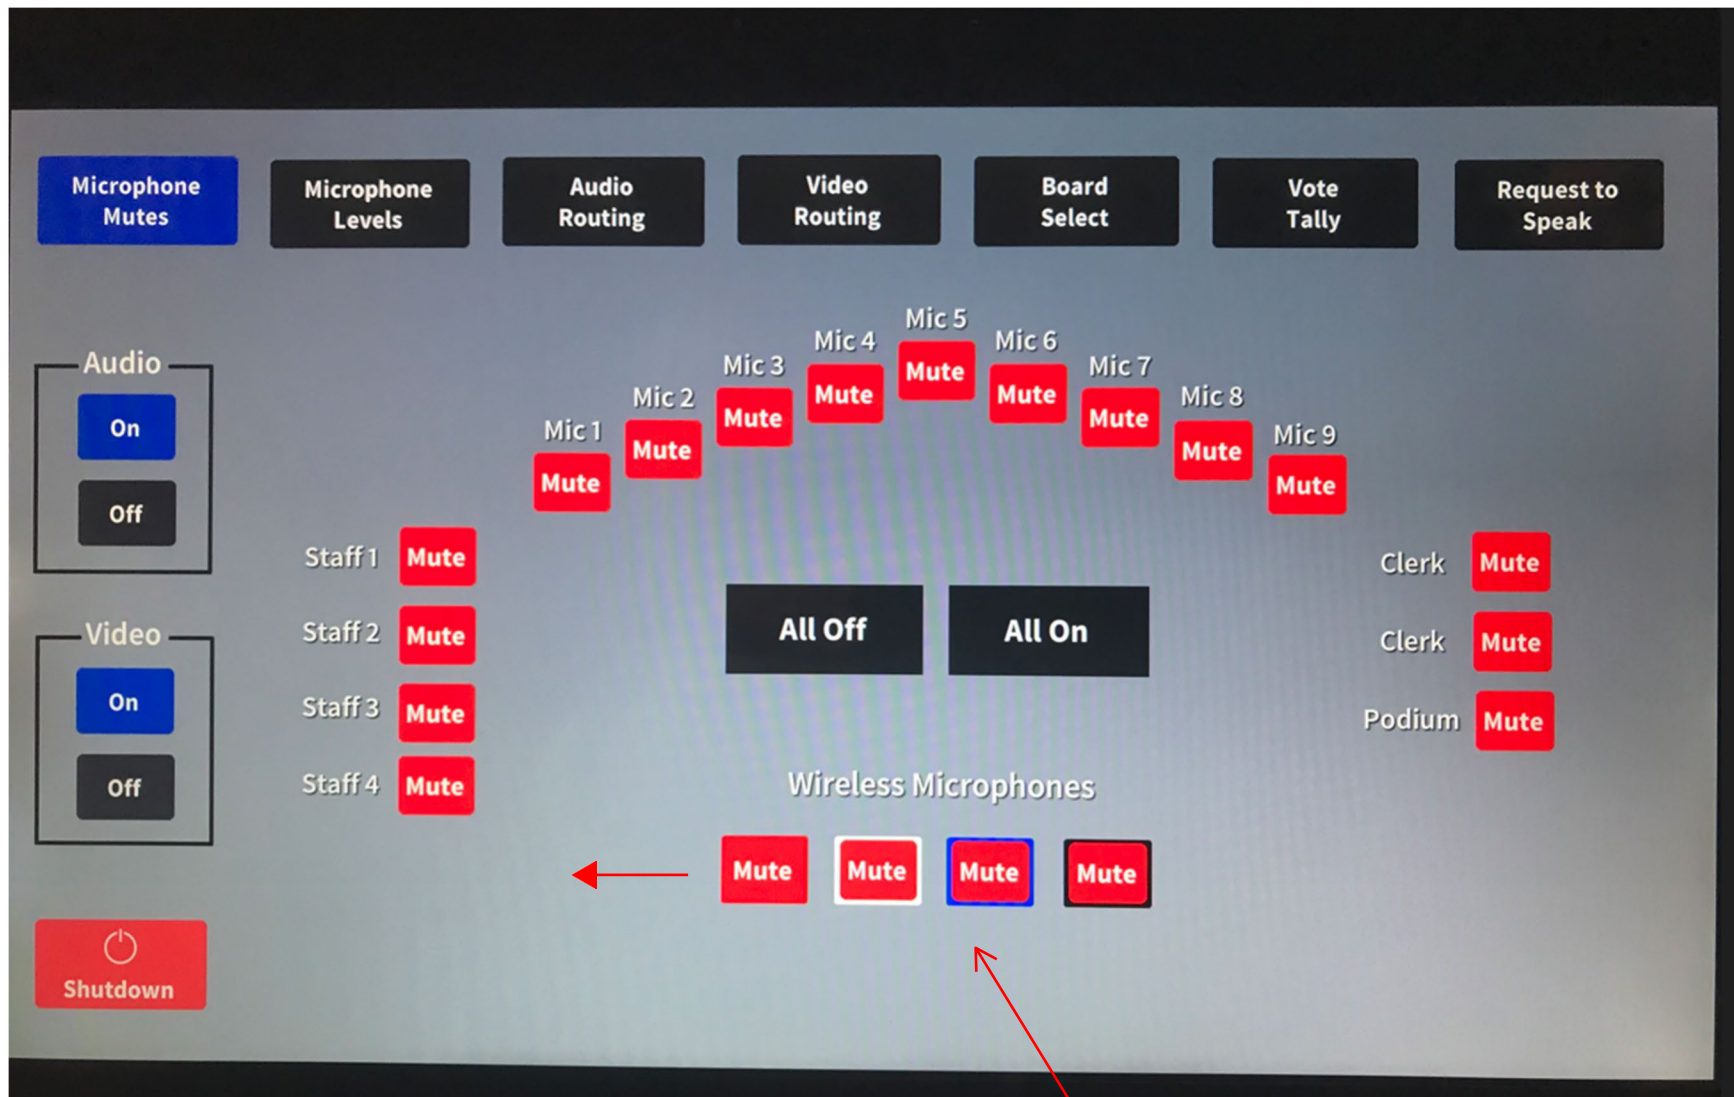 Microphone
Mutes
Microphone
Levels
Audio
Routing
Video
Routing
Board
Select
Vote
Tally
Request to
Speak
Audio
On
Off
Video
On
Off
Shutdown
Mic 1
Mute
Mic 2
Mute
Mic 3
Mute
Mic 4
Mute
Mic 5
Mute
Mic 6
Mute
Mic 7
Mute
Mic 8
Mute
Mic 9
Mute
Staff 1 Mute
Staff 2 Mute
Staff 3 Mute
Staff 4 Mute
All Off
All On
Clerk Mute
Clerk Mute
Podium Mute
Wireless Microphones
Mute Mute Mute Mute